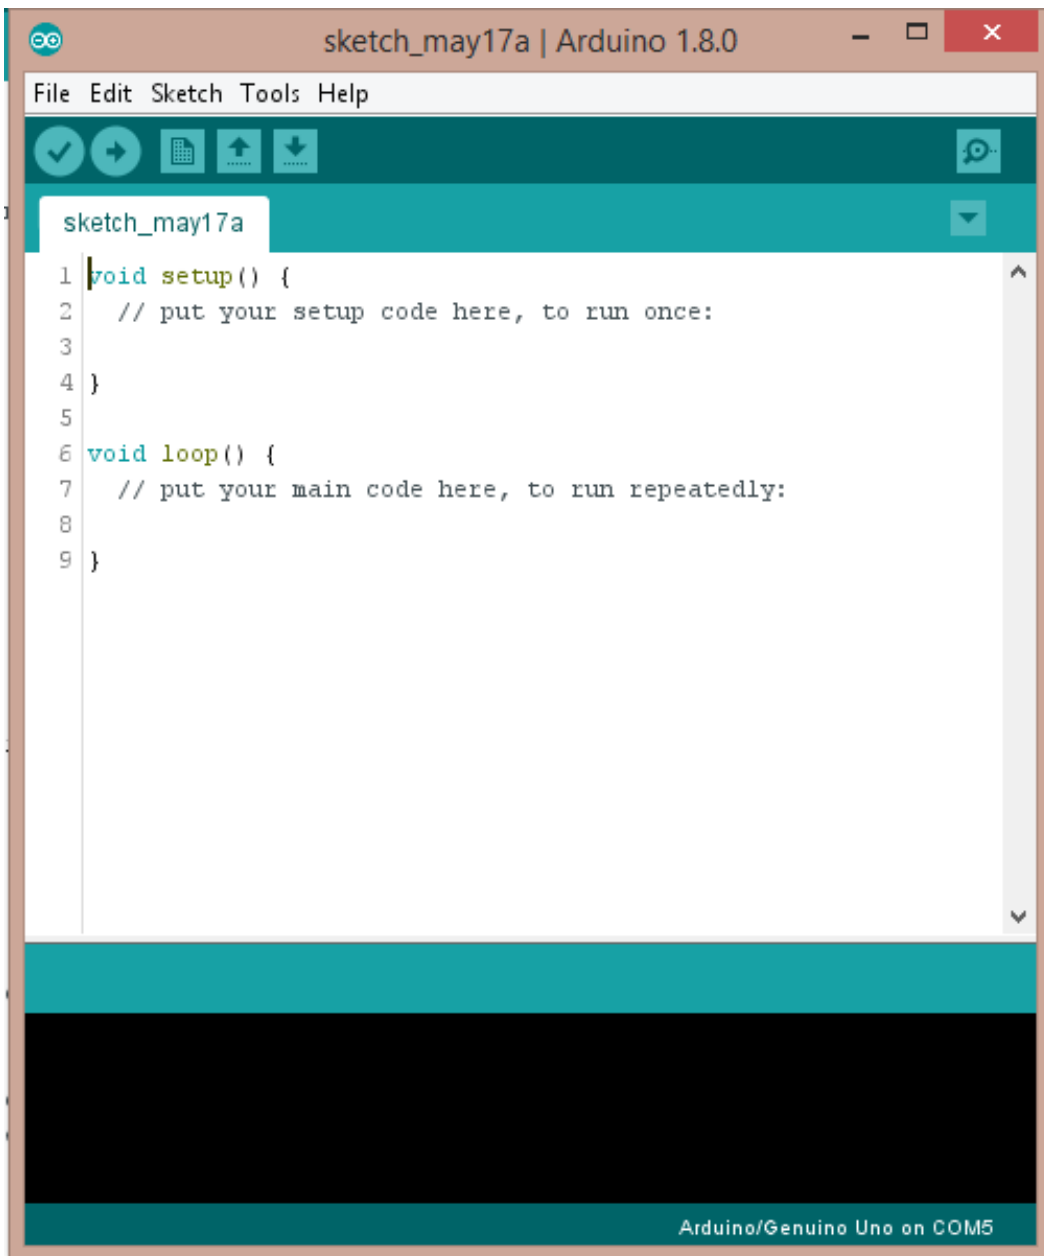 sketch_may17a | Arduino 1.8.0
File Edit Sketch Tools Help
sketch_may17a
1 void setup() {
2   // put your setup code here, to run once:
3
4 }
5
6 void loop() {
7   // put your main code here, to run repeatedly:
8
9 }
Arduino/Genuino Uno on COM5